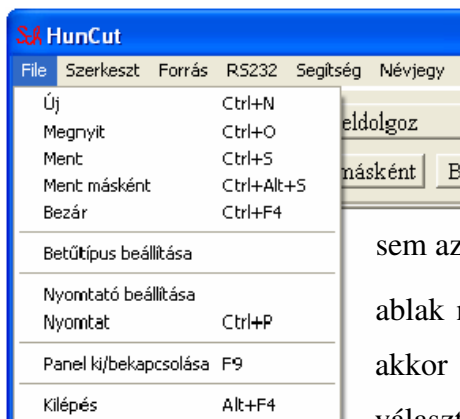 HunCut
File Szerkeszt Forrás RS232 Segítség Névjegy
Új Ctrl+N
Megnyit Ctrl+O
Ment Ctrl+S
Ment másként Ctrl+Alt+S
Bezár Ctrl+F4
Betűtípus beállítása
Nyomtató beállítása
Nyomtat Ctrl+P
Panel ki/bekapcsolása F9
Kilépés Alt+F4
eldolgoz
másként B
sem az
ablak
akkor
választ